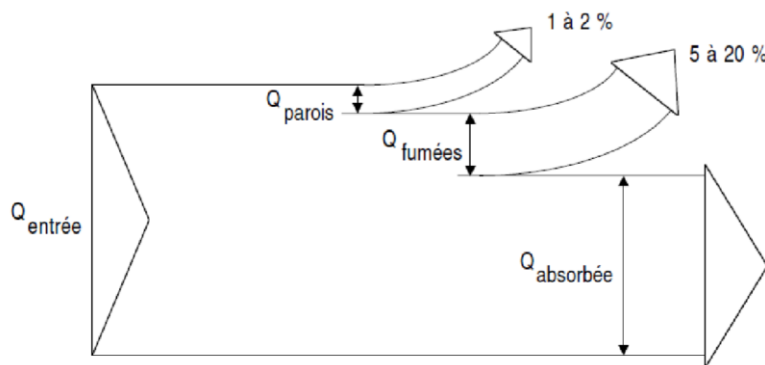 1 à 2 %
5 à 20 %
Q parois
Q fumées
Q entrée
Q absorbée